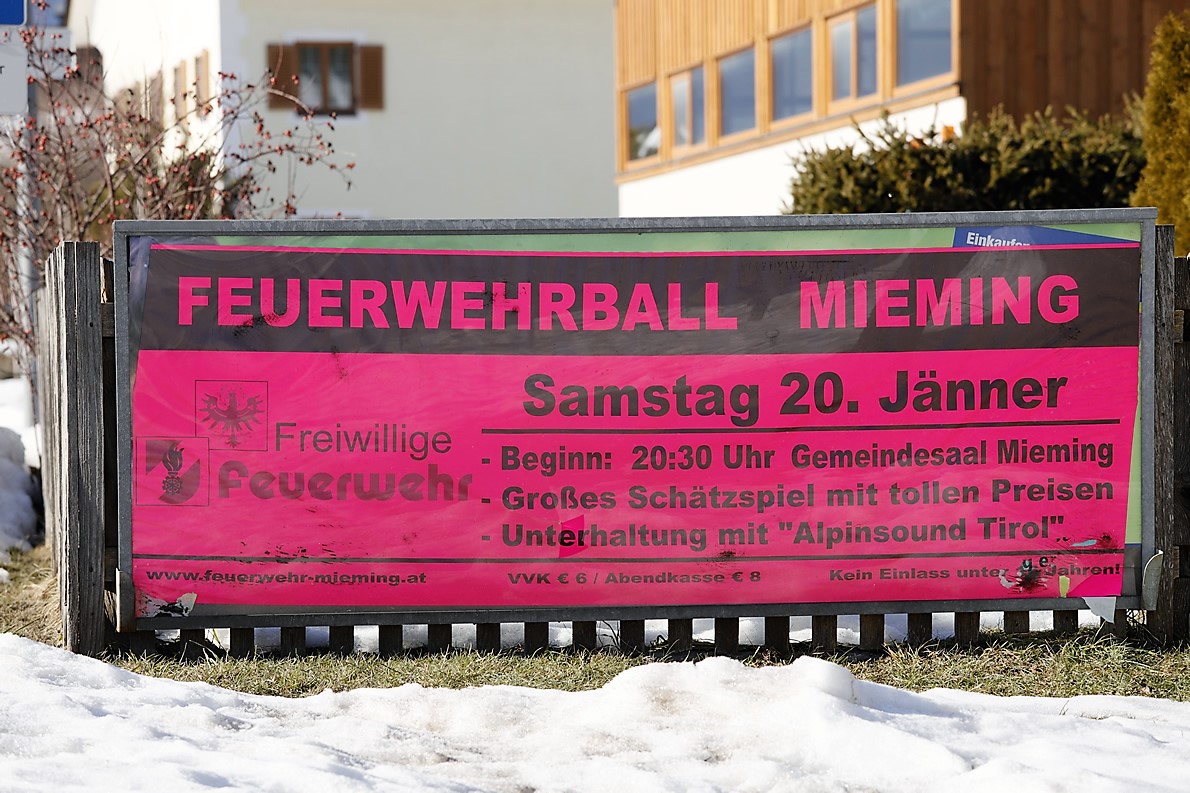 Einkaufen
FEUERWEHRBALL MIEMING
Samstag 20. Jänner
Freiwillige
Feuerwehr
- Beginn: 20:30 Uhr Gemeindesaal Mieming
- Großes Schätzspiel mit tollen Preisen
- Unterhaltung mit "Alpinsound Tirol".
www.feuerwehr-mieming.at VVK € 6 / Abendkasse € 8 Kein Einlass unter Jahren!